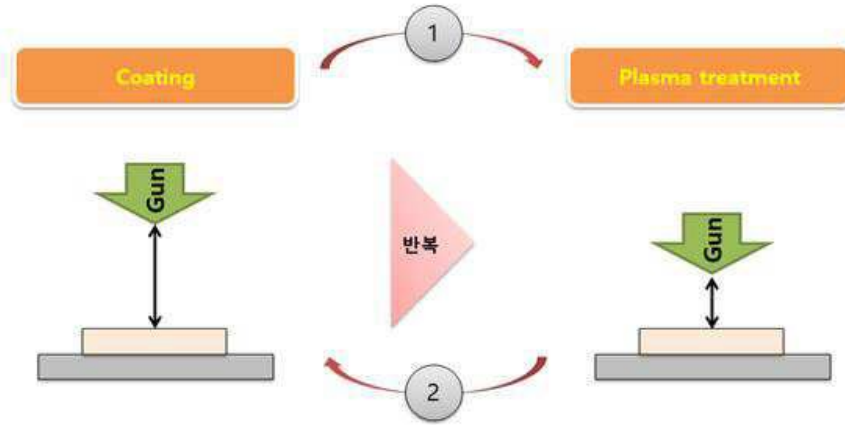 1
Coating
Plasma treatment
Gun
반복
Gun
2